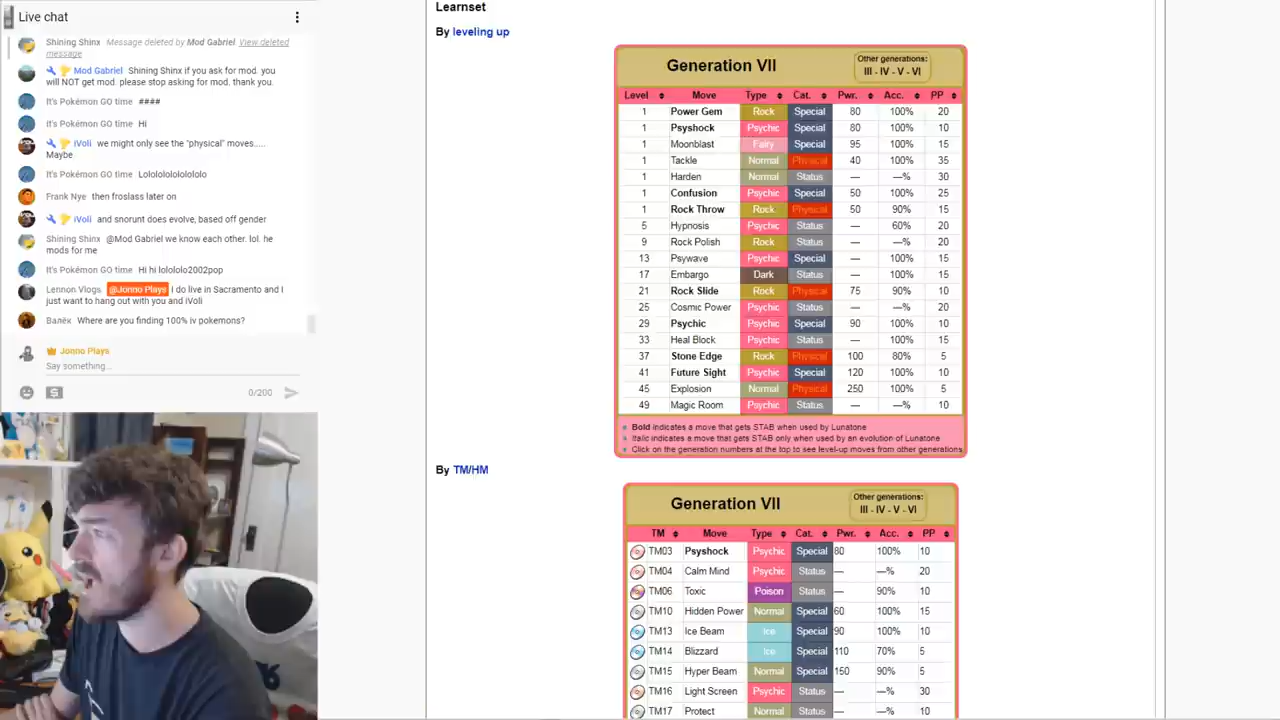 Live chat
Shining Shinx Message deleted by Mod Gabriel View deleted
message
Mod Gabriel Shining Shinx if you ask for mod. you
will NOT get mod. please stop asking for mod. thank you.
It's Pokémon GO time ####
It's Pokémon GO time Hi
iVoli we might only see the "physical" moves.....
Maybe
It's Pokémon GO time Lolololololololo
Frank Nye then froslass later on
iVoli and snorunt does evolve, based off gender
Shining Shinx @Mod Gabriel we know each other. lol. he
mods for me
It's Pokémon GO time Hi hi lolololo2002pop
Lennon Vlogs @Jonno Plays I do live in Sacramento and I
just want to hang out with you and iVoli
Валёк Where are you finding 100% iv pokemons?
Jonno Plays
Say something...
0/200
Learnset
By leveling up
Generation VII
Other generations:
III - IV - V - VI
Level Move Type Cat. Pwr. Acc. PP
1 Power Gem Rock Special 80 100% 20
1 Psyshock Psychic Special 80 100% 10
1 Moonblast Fairy Special 95 100% 15
1 Tackle Normal Physical 40 100% 35
1 Harden Normal Status — —% 30
1 Confusion Psychic Special 50 100% 25
1 Rock Throw Rock Physical 50 90% 15
5 Hypnosis Psychic Status — 60% 20
9 Rock Polish Rock Status — —% 20
13 Psywave Psychic Special — 100% 15
17 Embargo Dark Status — 100% 15
21 Rock Slide Rock Physical 75 90% 10
25 Cosmic Power Psychic Status — —% 20
29 Psychic Psychic Special 90 100% 10
33 Heal Block Psychic Status — 100% 15
37 Stone Edge Rock Physical 100 80% 5
41 Future Sight Psychic Special 120 100% 10
45 Explosion Normal Physical 250 100% 5
49 Magic Room Psychic Status — —% 10
Bold indicates a move that gets STAB when used by Lunatone
Italic indicates a move that gets STAB only when used by an evolution of Lunatone
Click on the generation numbers at the top to see level-up moves from other generations
By TM/HM
Generation VII
Other generations:
III - IV - V - VI
TM Move Type Cat. Pwr. Acc. PP
TM03 Psyshock Psychic Special 80 100% 10
TM04 Calm Mind Psychic Status — —% 20
TM06 Toxic Poison Status — 90% 10
TM10 Hidden Power Normal Special 60 100% 15
TM13 Ice Beam Ice Special 90 100% 10
TM14 Blizzard Ice Special 110 70% 5
TM15 Hyper Beam Normal Special 150 90% 5
TM16 Light Screen Psychic Status — —% 30
TM17 Protect Normal Status — —% 10